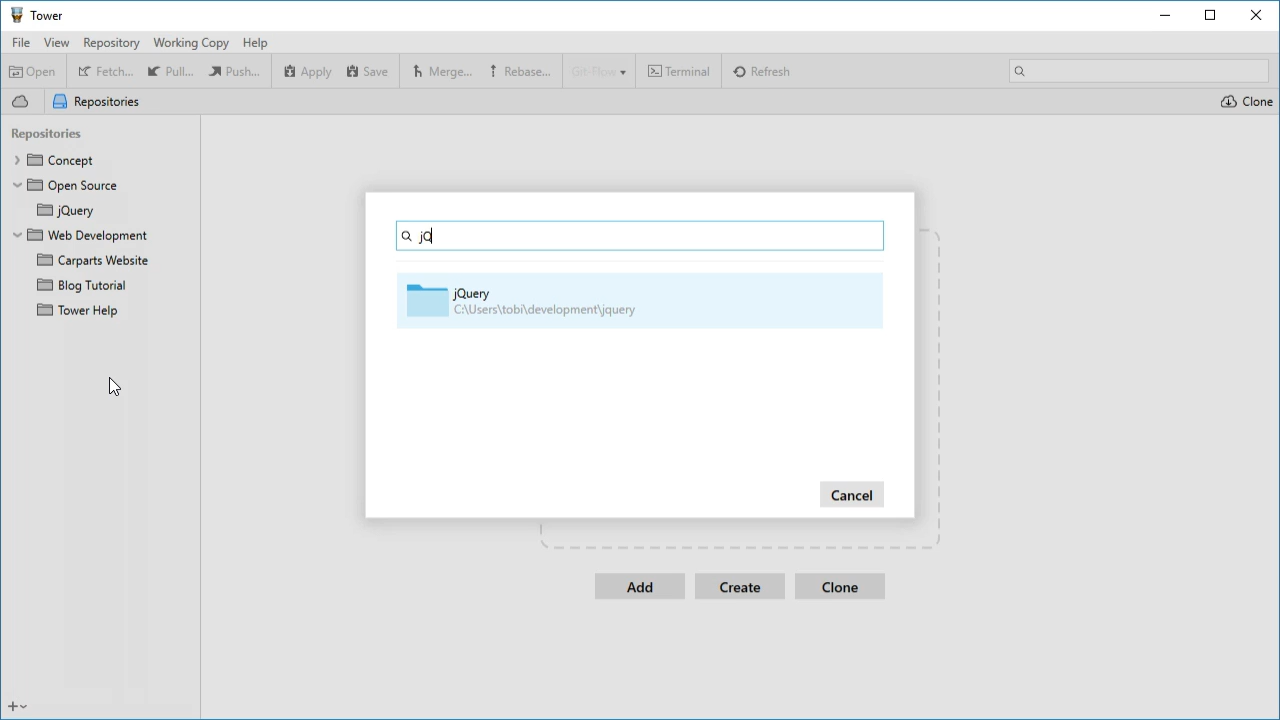 Tower
File View Repository Working Copy Help
Open Fetch... Pull... Push... Apply Save Merge... Rebase... Git-Flow Terminal Refresh
Repositories Clone
Repositories
Concept
Open Source
jQuery
Web Development
Carparts Website
Blog Tutorial
Tower Help
jQ
jQuery
C:\Users\tobi\development\jquery
Cancel
Add Create Clone